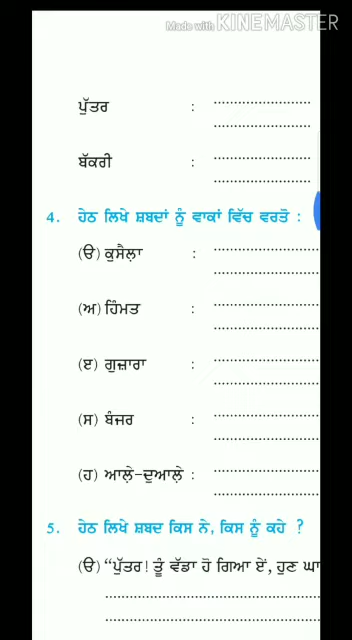 Made with KINEMASTER
ਪੁੱਤਰ :
ਬੱਕਰੀ :
4. ਹੇਠ ਲਿਖੇ ਸ਼ਬਦਾਂ ਨੂੰ ਵਾਕਾਂ ਵਿੱਚ ਵਰਤੋ :
(ੳ) ਕੁਸੈਲ਼ਾ :
(ਅ) ਹਿੰਮਤ :
(ੲ) ਗੁਜ਼ਾਰਾ :
(ਸ) ਬੰਜਰ :
(ਹ) ਆਲ਼ੇ-ਦੁਆਲ਼ੇ :
5. ਹੇਠ ਲਿਖੇ ਸ਼ਬਦ ਕਿਸ ਨੇ, ਕਿਸ ਨੂੰ ਕਹੇ ?
(ੳ) “ਪੁੱਤਰ! ਤੂੰ ਵੱਡਾ ਹੋ ਗਿਆ ਏਂ, ਹੁਣ ਘਾ